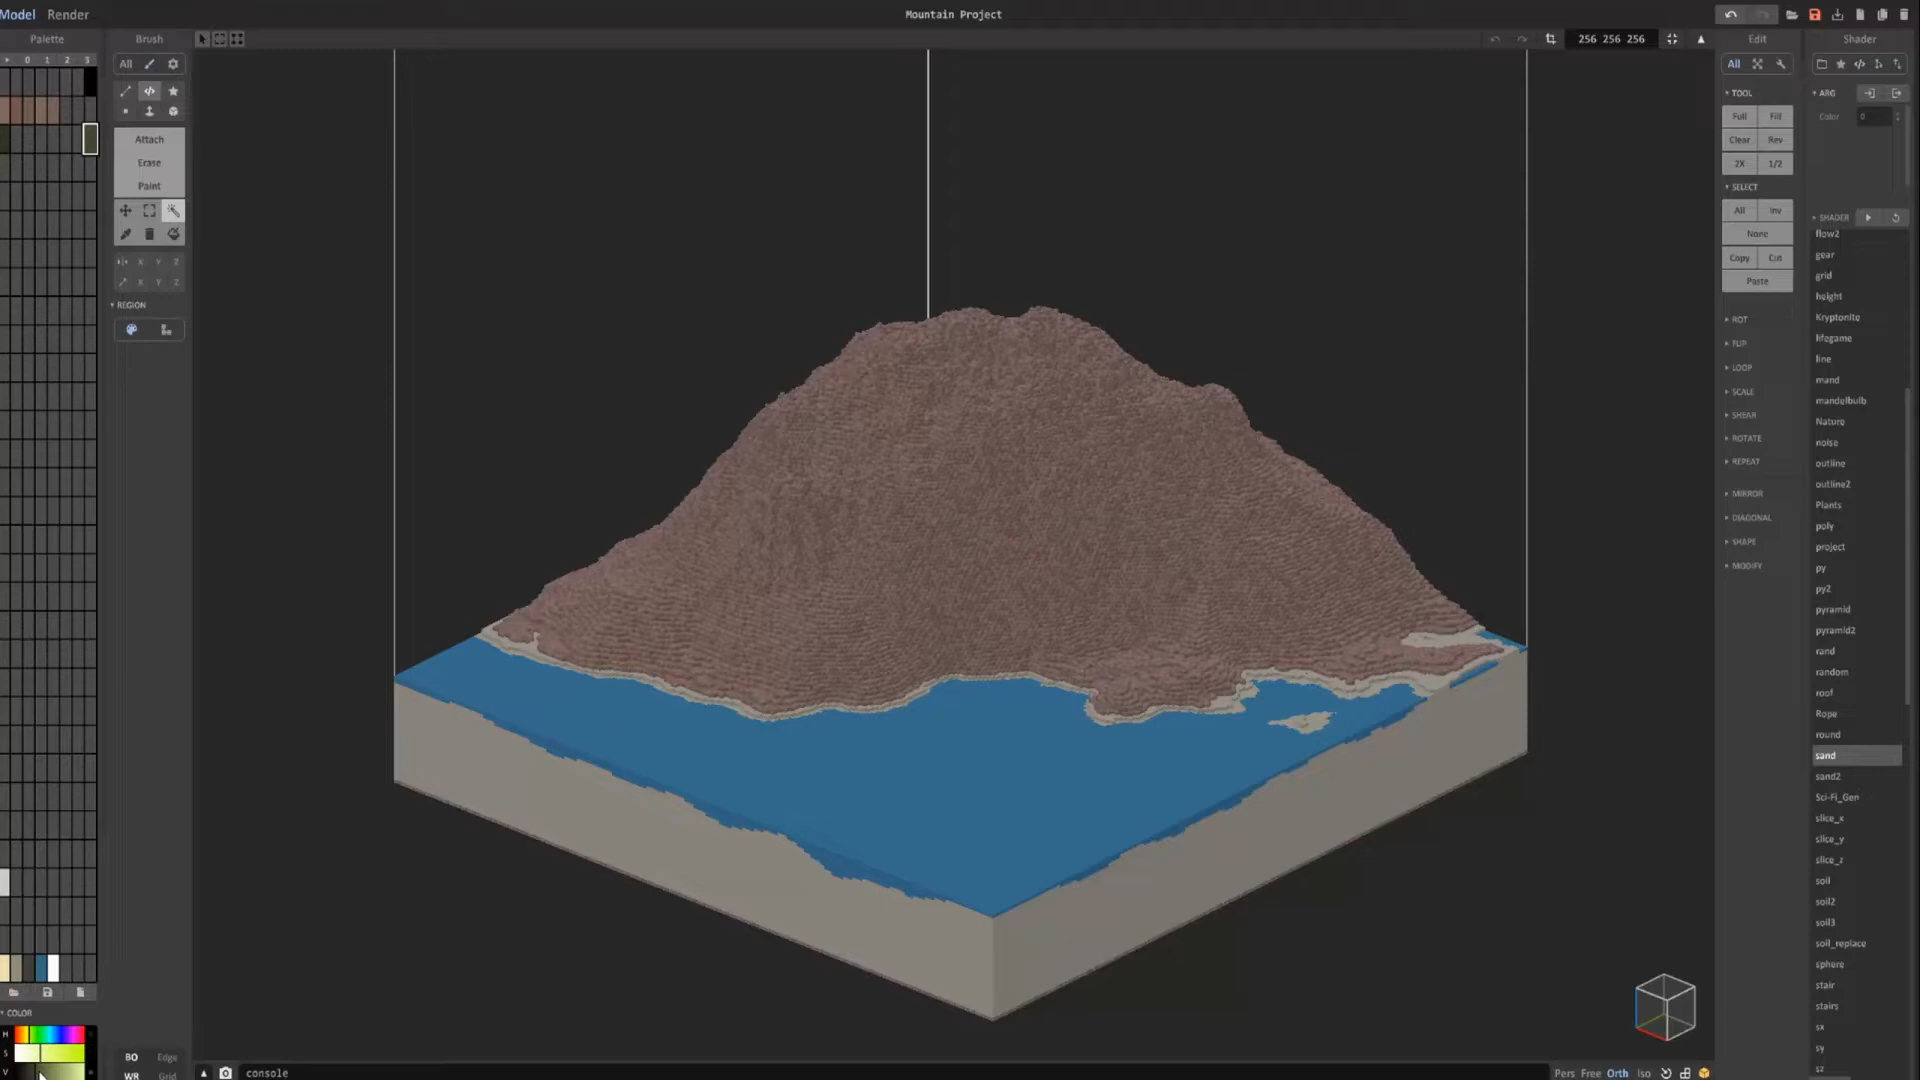 Model Render
Mountain Project
Palette
Brush
256 256 256
Edit
Shader
0 1 2 3
All
All
TOOL
ARG
Full Fill
Color 0
Attach
Clear Rev
Erase
2X 1/2
Paint
SELECT
All Inv
SHADER
None
flow2
Copy Cut
gear
X Y Z
Paste
grid
X Y Z
height
REGION
ROT
Kryptonite
FLIP
lifegame
line
LOOP
mand
SCALE
mandelbulb
SHEAR
Nature
ROTATE
noise
REPEAT
outline
outline2
MIRROR
Plants
DIAGONAL
poly
SHAPE
project
MODIFY
py
py2
pyramid
pyramid2
rand
random
roof
Rope
round
sand
sand2
Sci-Fi_Gen
slice_x
slice_y
slice_z
soil
soil2
soil3
soil_replace
sphere
stair
stairs
sx
sy
sz
COLOR
H
S
V
BO Edge
WR Grid
console
Pers Free Orth Iso